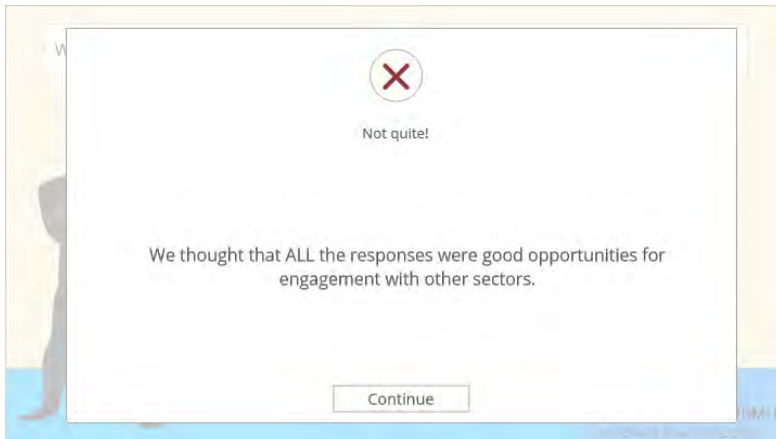 Not quite!
We thought that ALL the responses were good opportunities for
engagement with other sectors.
Continue